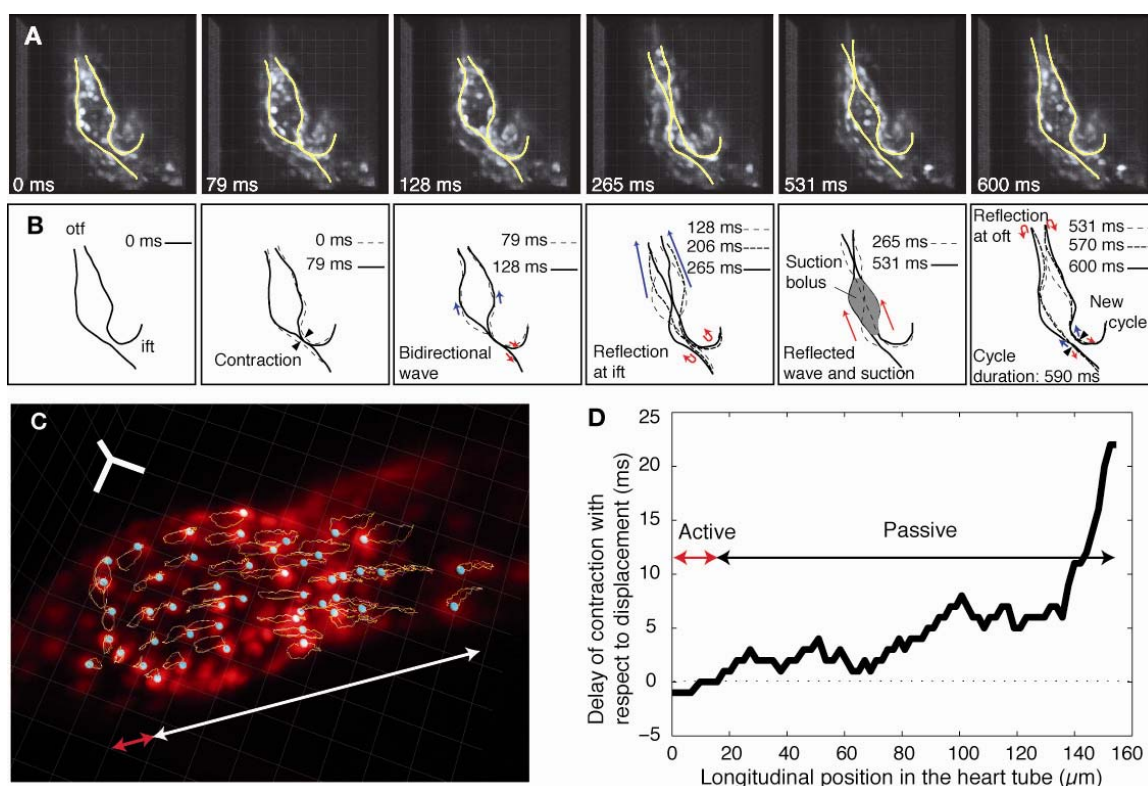 A
0 ms
79 ms
128 ms
265 ms
531 ms
600 ms
B
otf
0 ms
ift
0 ms
79 ms
Contraction
79 ms
128 ms
Bidirectional
wave
128 ms
206 ms
265 ms
Reflection
at ift
265 ms
531 ms
Suction
bolus
Reflected
wave and suction
Reflection
at oft
531 ms
570 ms
600 ms
New
cycle
Cycle
duration: 590 ms
C
D
Delay of contraction with
respect to displacement (ms)
25
20
15
10
5
0
−5
Active
Passive
0 20 40 60 80 100 120 140 160
Longitudinal position in the heart tube (μm)